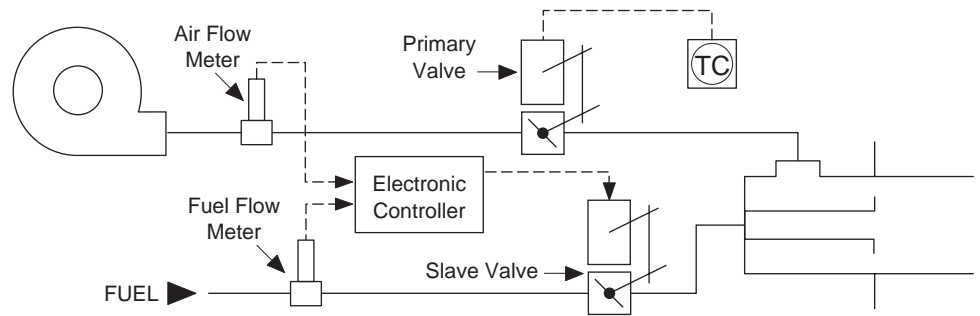 Air Flow
Meter
Primary
Valve
TC
Electronic
Controller
Fuel Flow
Meter
Slave Valve
FUEL